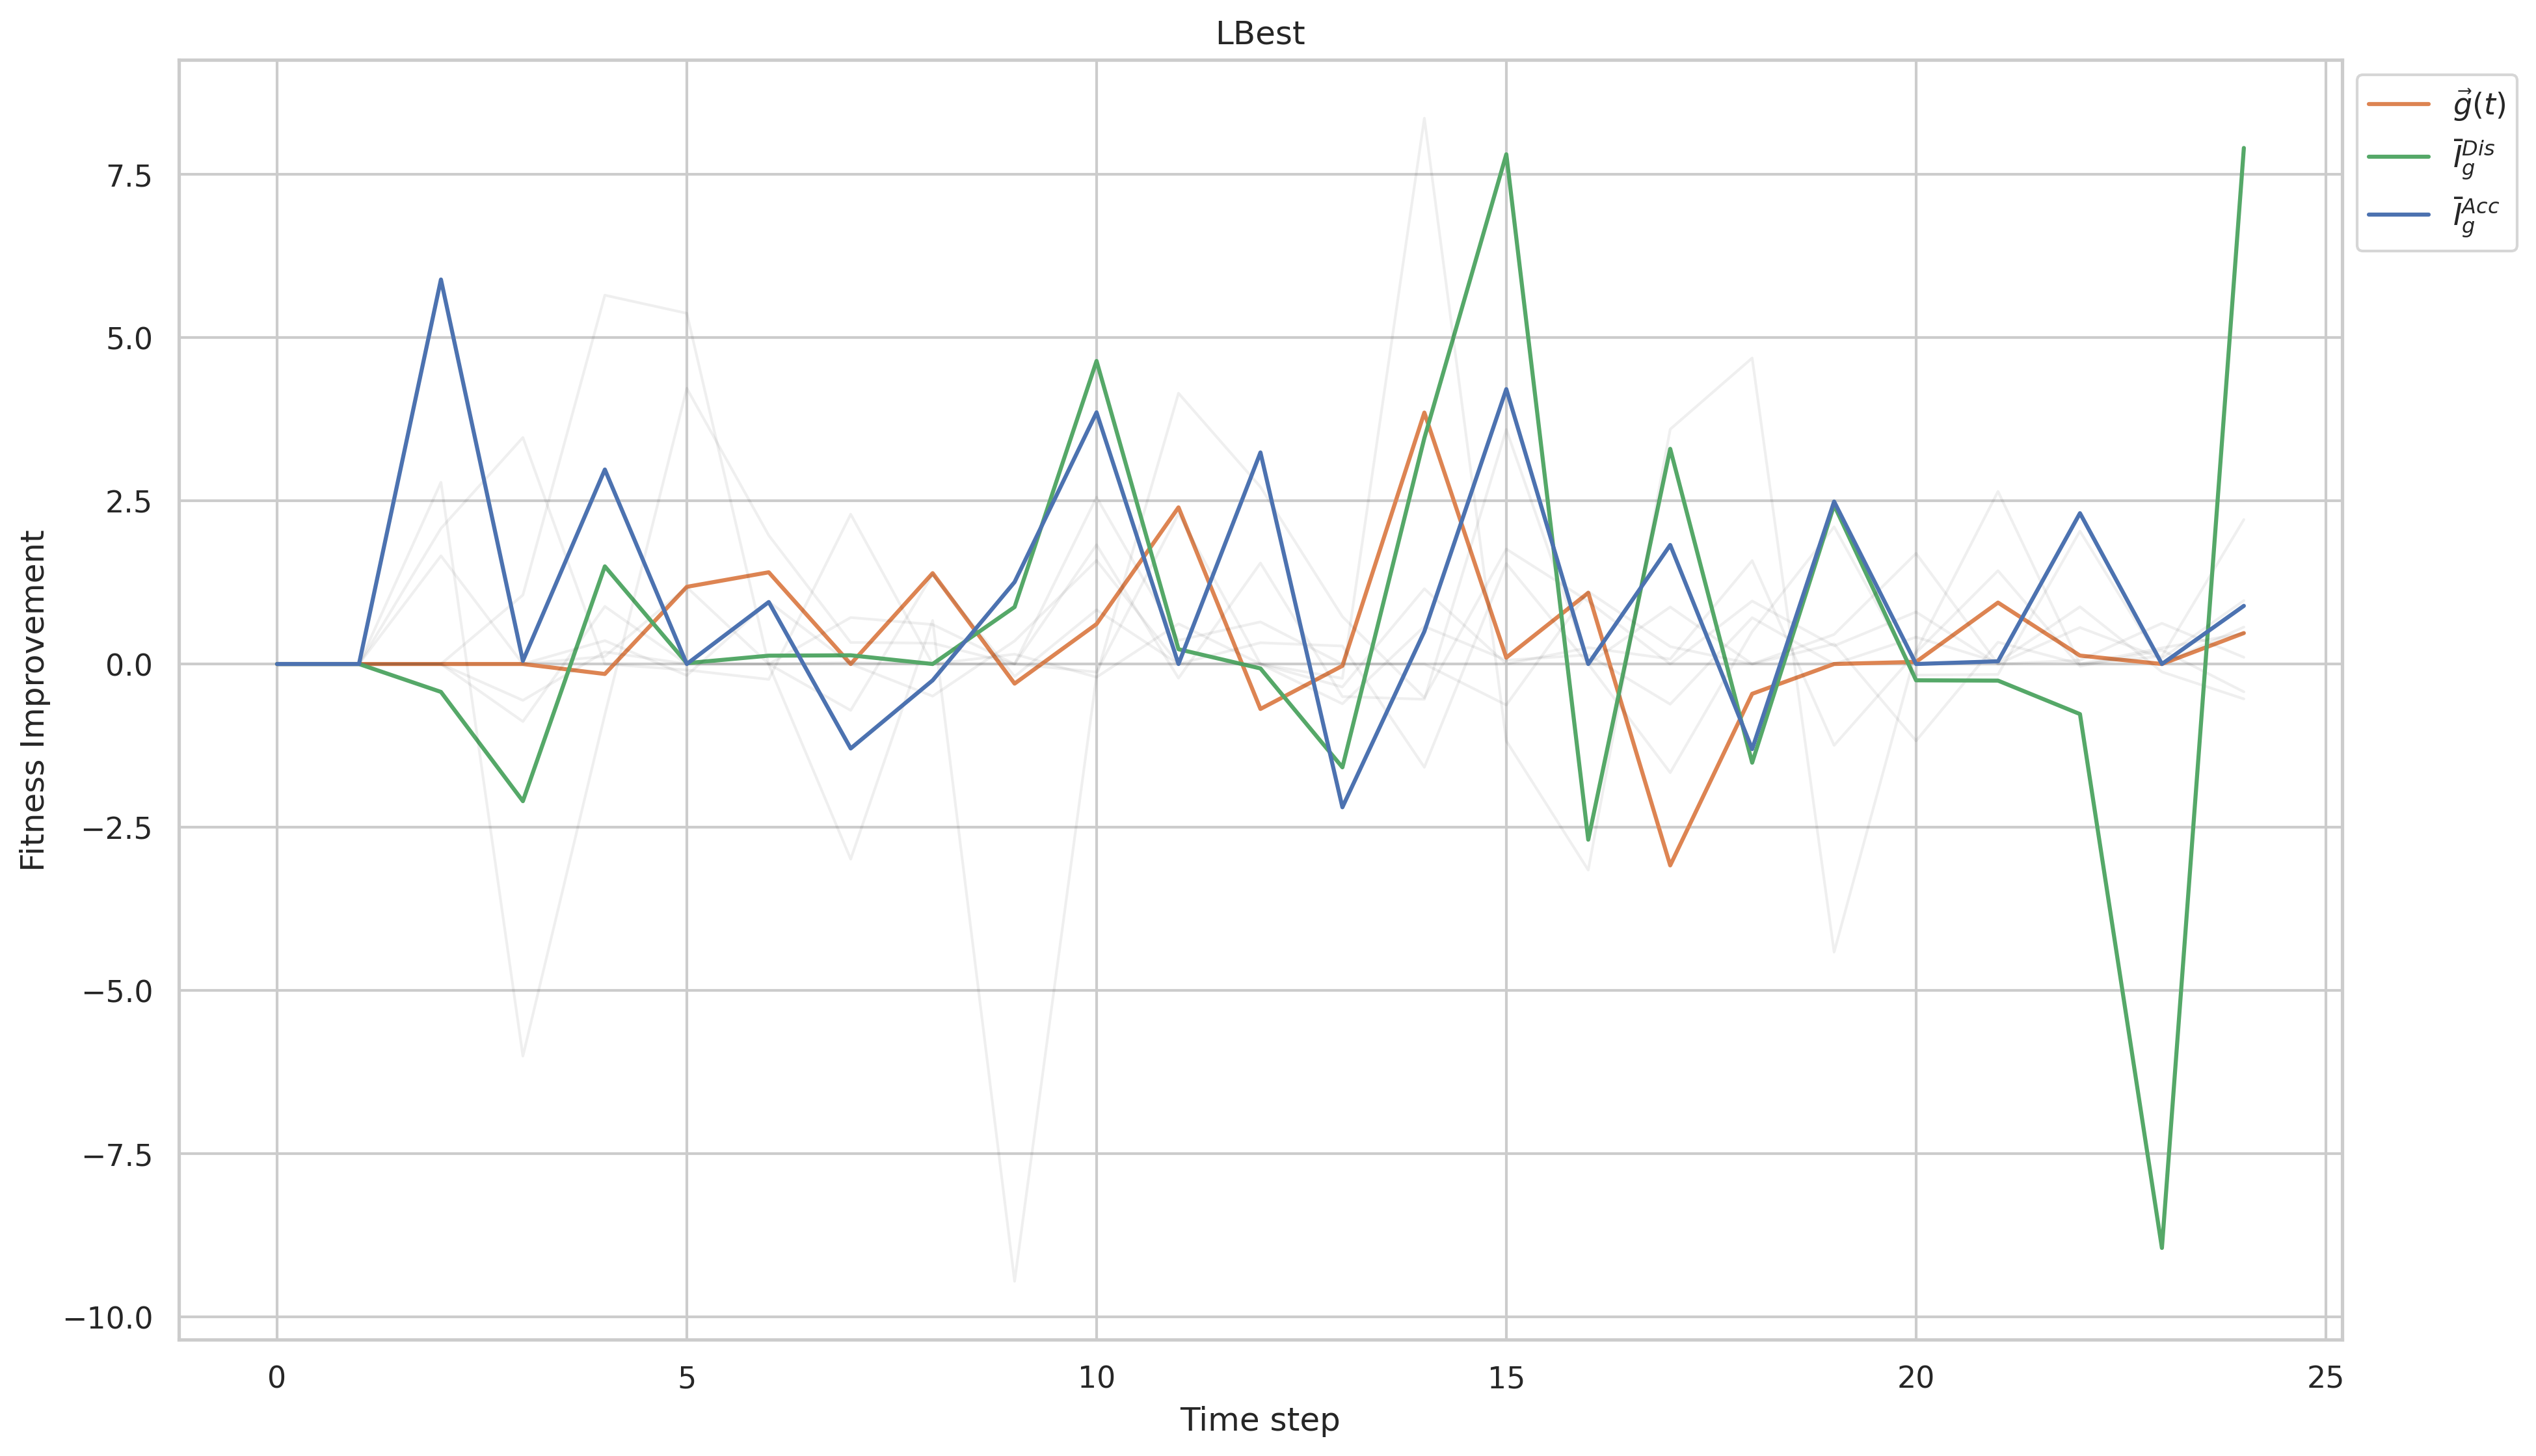 LBest
Fitness Improvement
7.5
5.0
2.5
0.0
−2.5
−5.0
−7.5
−10.0
0 5 10 15 20 25
Time step
g⃗(t)
Ī_g^Dis
Ī_g^Acc